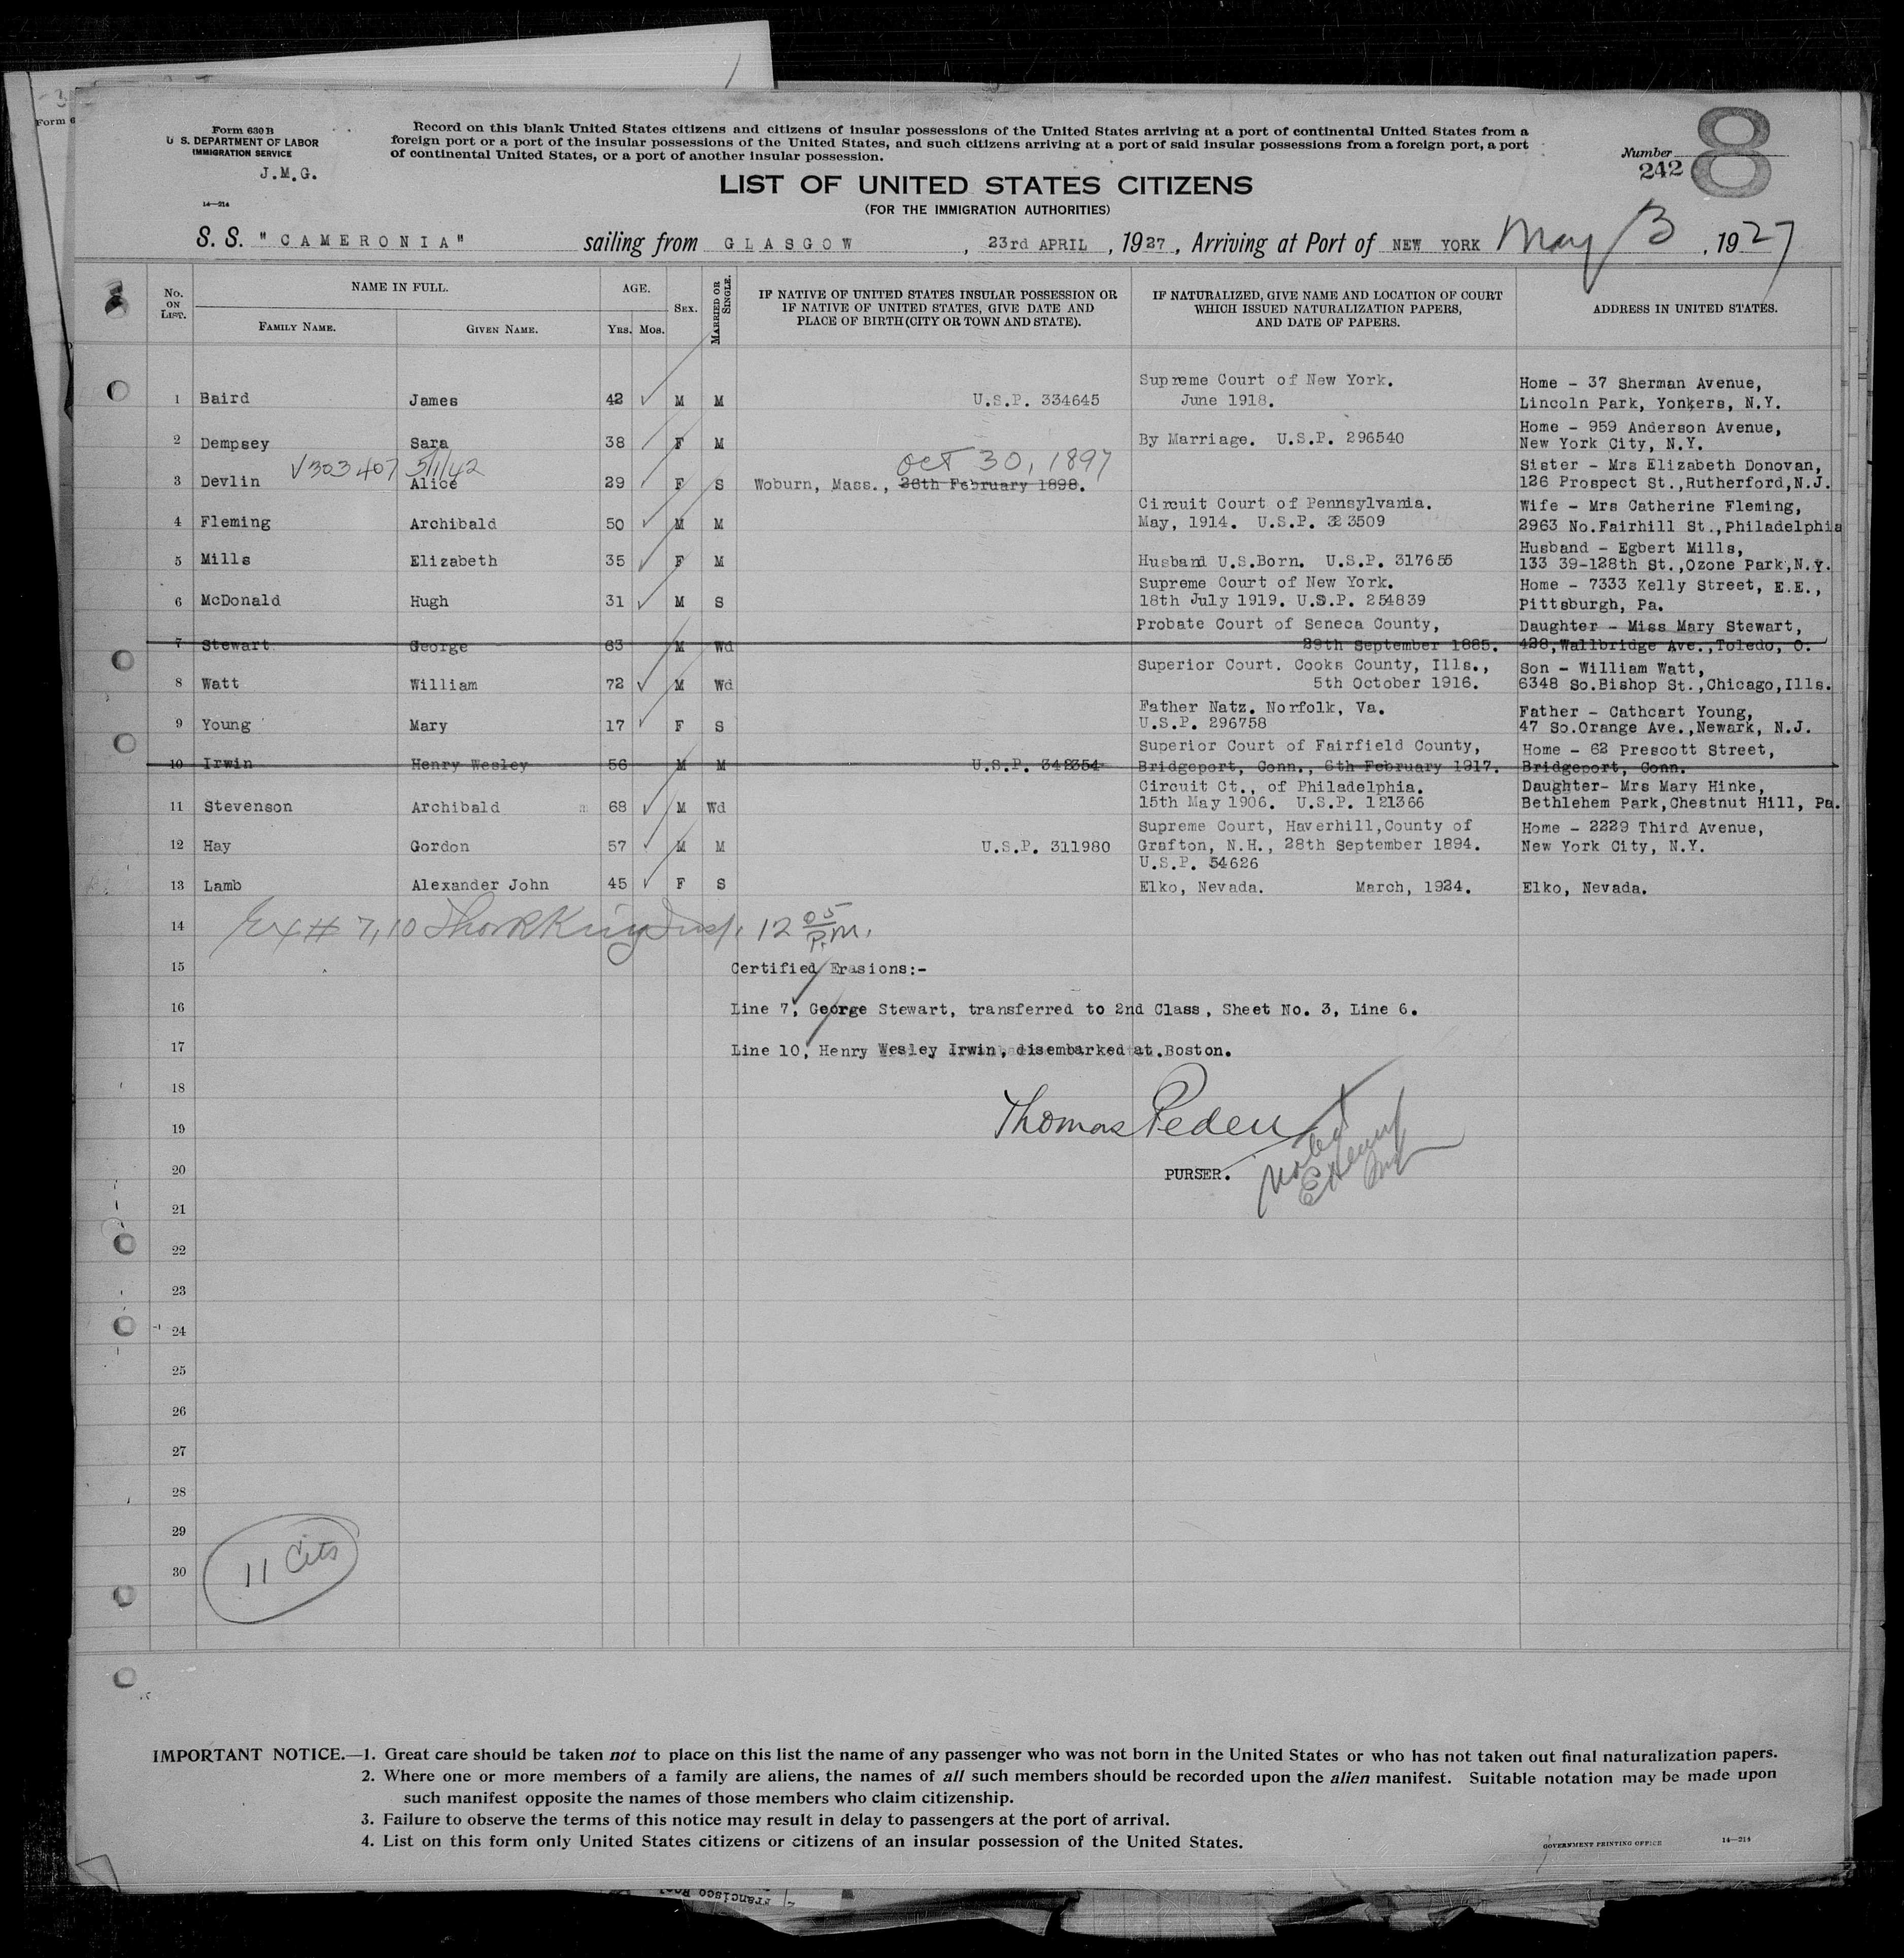 Form 630 B
U. S. DEPARTMENT OF LABOR
IMMIGRATION SERVICE
J.M.G.
14—214
Record on this blank United States citizens and citizens of insular possessions of the United States arriving at a port of continental United States from a
foreign port or a port of the insular possessions of the United States, and such citizens arriving at a port of said insular possessions from a foreign port, a port
of continental United States, or a port of another insular possession.
Number
242
8
LIST OF UNITED STATES CITIZENS
(FOR THE IMMIGRATION AUTHORITIES)
S. S. "CAMERONIA" sailing from GLASGOW, 23rd APRIL, 1927, Arriving at Port of NEW YORK May 3, 1927
No. ON LIST. NAME IN FULL. FAMILY NAME. GIVEN NAME. AGE. YRS. MOS. SEX. MARRIED OR SINGLE. IF NATIVE OF UNITED STATES INSULAR POSSESSION OR IF NATIVE OF UNITED STATES, GIVE DATE AND PLACE OF BIRTH (CITY OR TOWN AND STATE). IF NATURALIZED, GIVE NAME AND LOCATION OF COURT WHICH ISSUED NATURALIZATION PAPERS, AND DATE OF PAPERS. ADDRESS IN UNITED STATES.
Supreme Court of New York. Home - 37 Sherman Avenue,
1 Baird James 42 M M U.S.P. 334645 June 1918. Lincoln Park, Yonkers, N.Y.
Home - 959 Anderson Avenue,
2 Dempsey Sara 38 F M By Marriage. U.S.P. 296540 New York City, N.Y.
V303407 5/1/42 Oct 30, 1897 Sister - Mrs Elizabeth Donovan,
3 Devlin Alice 29 F S Woburn, Mass., 28th February 1898. 126 Prospect St.,Rutherford,N.J.
Circuit Court of Pennsylvania. Wife - Mrs Catherine Fleming,
4 Fleming Archibald 50 M M May, 1914. U.S.P. 323509 2963 No.Fairhill St.,Philadelphia
Husband - Egbert Mills,
5 Mills Elizabeth 35 F M Husband U.S.Born. U.S.P. 317655 133 39-128th St.,Ozone Park,N.Y.
Supreme Court of New York. Home - 7333 Kelly Street, E.E.,
6 McDonald Hugh 31 M S 18th July 1919. U.S.P. 254839 Pittsburgh, Pa.
Probate Court of Seneca County, Daughter - Miss Mary Stewart,
7 Stewart George 63 M Wd 29th September 1885. 428,Wallbridge Ave.,Toledo, O.
Superior Court. Cooks County, Ills., Son - William Watt,
8 Watt William 72 M Wd 5th October 1916. 6348 So.Bishop St.,Chicago,Ills.
Father Natz. Norfolk, Va. Father - Cathcart Young,
9 Young Mary 17 F S U.S.P. 296758 47 So.Orange Ave.,Newark, N.J.
Superior Court of Fairfield County, Home - 62 Prescott Street,
10 Irwin Henry Wesley 56 M M U.S.P. 342354 Bridgeport, Conn., 6th February 1917. Bridgeport, Conn.
Circuit Ct., of Philadelphia. Daughter- Mrs Mary Hinke,
11 Stevenson Archibald m 68 M Wd 15th May 1906. U.S.P. 121366 Bethlehem Park,Chestnut Hill, Pa.
Supreme Court, Haverhill,County of Home - 2229 Third Avenue,
12 Hay Gordon 57 M M U.S.P. 311980 Grafton, N.H., 28th September 1894. New York City, N.Y.
U.S.P. 54626
13 Lamb Alexander John 45 F S Elko, Nevada. March, 1924. Elko, Nevada.
14 Ex # 7,10 King Insp. 12 05 P.M.
15 Certified Erasions:-
16 Line 7, George Stewart, transferred to 2nd Class, Sheet No. 3, Line 6.
17 Line 10, Henry Wesley Irwin, disembarked at Boston.
18
19 Thomas Peden
20 PURSER. Noted
21
22
23
24
25
26
27
28
29
30 11 Cits
IMPORTANT NOTICE.—1. Great care should be taken not to place on this list the name of any passenger who was not born in the United States or who has not taken out final naturalization papers.
2. Where one or more members of a family are aliens, the names of all such members should be recorded upon the alien manifest. Suitable notation may be made upon
such manifest opposite the names of those members who claim citizenship.
3. Failure to observe the terms of this notice may result in delay to passengers at the port of arrival.
4. List on this form only United States citizens or citizens of an insular possession of the United States.
GOVERNMENT PRINTING OFFICE 14—214